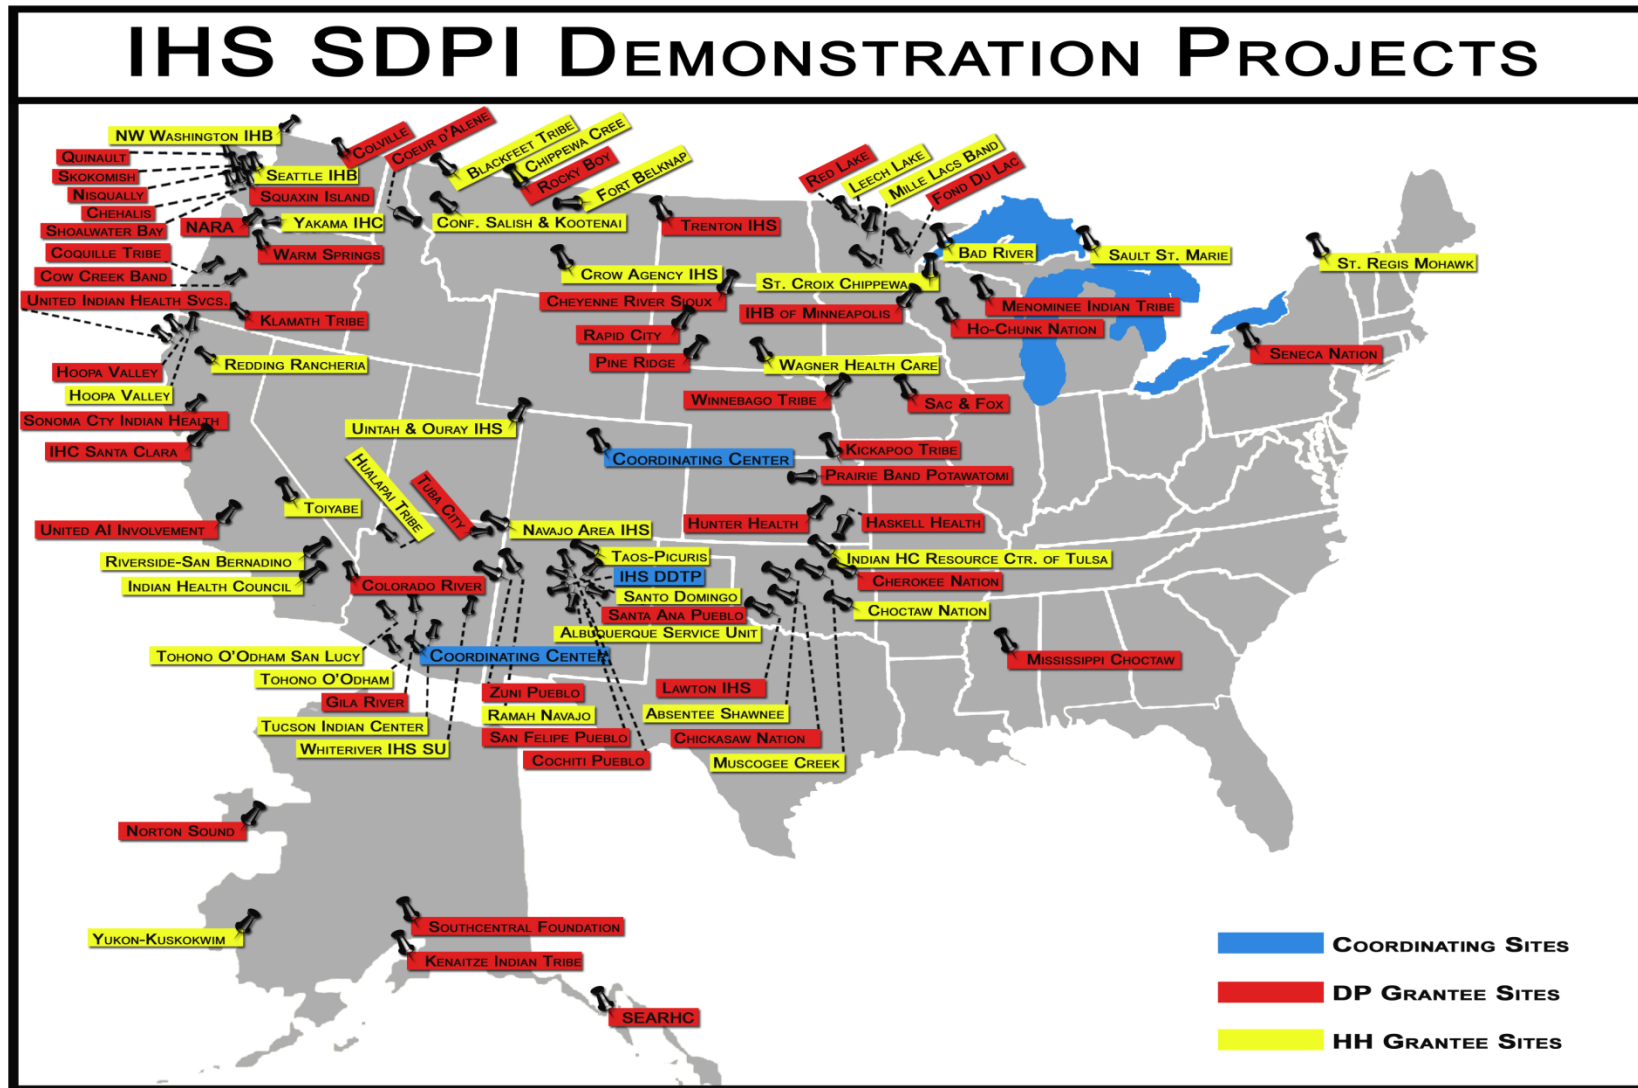 IHS SDPI Demonstration Projects
NW Washington IHB
Quinault
Skokomish
Nisqually
Chehalis
Shoalwater Bay
Coquille Tribe
Cow Creek Band
United Indian Health Svcs.
Seattle IHB
Squaxin Island
NARA
Yakama IHC
Warm Springs
Klamath Tribe
Colville
Coeur d'Alene
Blackfeet Tribe
Chippewa Cree
Rocky Boy
Fort Belknap
Conf. Salish & Kootenai
Trenton IHS
Crow Agency IHS
Cheyenne River Sioux
Rapid City
Pine Ridge
Red Lake
Leech Lake
Mille Lacs Band
Fond Du Lac
Bad River
St. Croix Chippewa
IHB of Minneapolis
Menominee Indian Tribe
Ho-Chunk Nation
Sault St. Marie
St. Regis Mohawk
Seneca Nation
Wagner Health Care
Winnebago Tribe
Sac & Fox
Hoopa Valley
Hoopa Valley
Redding Rancheria
Sonoma Cty Indian Health
IHC Santa Clara
Uintah & Ouray IHS
Coordinating Center
Kickapoo Tribe
Prairie Band Potawatomi
Hunter Health
Haskell Health
Hualapai Tribe
Tuba City
Toiyabe
United AI Involvement
Riverside-San Bernadino
Indian Health Council
Colorado River
Navajo Area IHS
Taos-Picuris
IHS DDTP
Santo Domingo
Santa Ana Pueblo
Albuquerque Service Unit
Indian HC Resource Ctr. of Tulsa
Cherokee Nation
Choctaw Nation
Mississippi Choctaw
Tohono O'Odham San Lucy
Tohono O'Odham
Gila River
Tucson Indian Center
Whiteriver IHS SU
Coordinating Center
Zuni Pueblo
Ramah Navajo
San Felipe Pueblo
Cochiti Pueblo
Lawton IHS
Absentee Shawnee
Chickasaw Nation
Muscogee Creek
Norton Sound
Yukon-Kuskokwim
Southcentral Foundation
Kenaitze Indian Tribe
SEARHC
Coordinating Sites
DP Grantee Sites
HH Grantee Sites